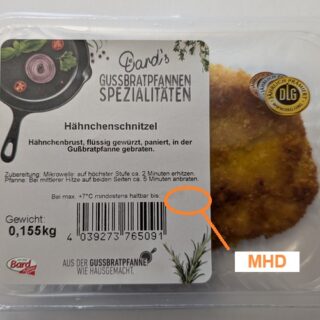 Bard's
GUSSBRATPFANNEN
SPEZIALITÄTEN
DLG
Hähnchenschnitzel
Hähnchenbrust, flüssig gewürzt, paniert, in der
Gußbratpfanne gebraten.
Zubereitung: Mikrowelle: auf höchster Stufe ca. 2 Minuten erhitzen.
Pfanne: Bei mittlerer Hitze auf beiden Seiten ca. 5 Minuten anbraten.
Bei max. +7°C mindestens haltbar bis:
Gewicht:
0,155kg
4 039273 765091
MHD
Bard
AUS DER GUSSBRATPFANNE
WIE HAUSGEMACHT.